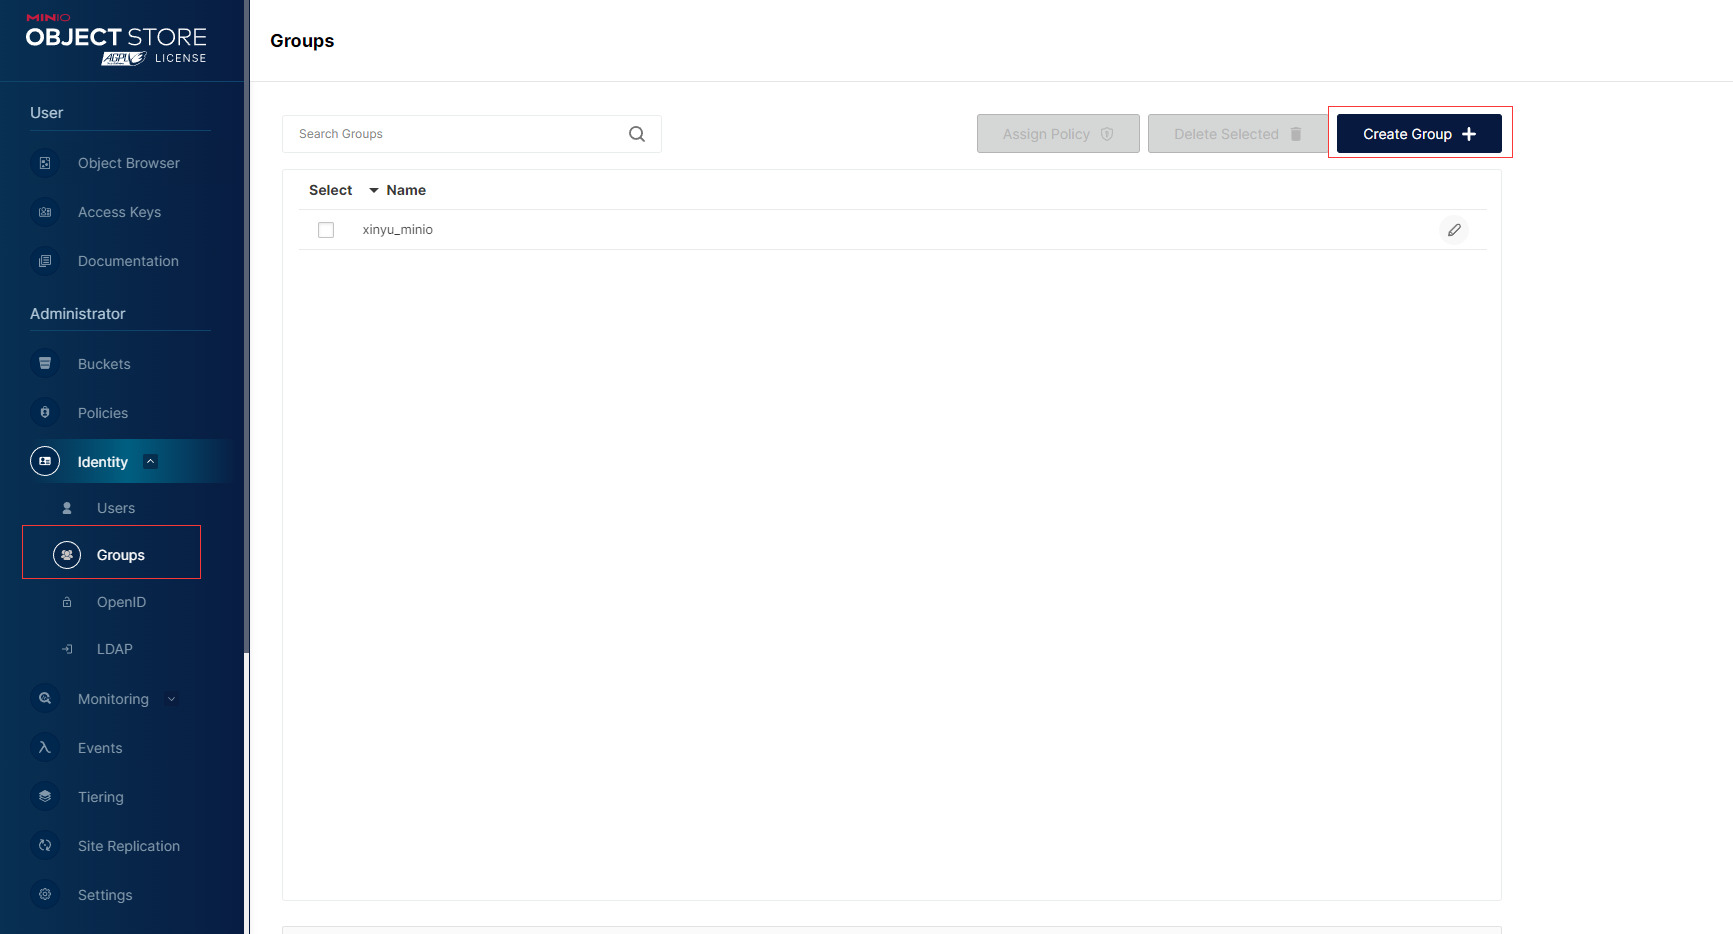 MINIO
OBJECT STORE
AGPL LICENSE
User
Object Browser
Access Keys
Documentation
Administrator
Buckets
Policies
Identity
Users
Groups
OpenID
LDAP
Monitoring
Events
Tiering
Site Replication
Settings
Groups
Search Groups
Assign Policy
Delete Selected
Create Group
Select Name
xinyu_minio